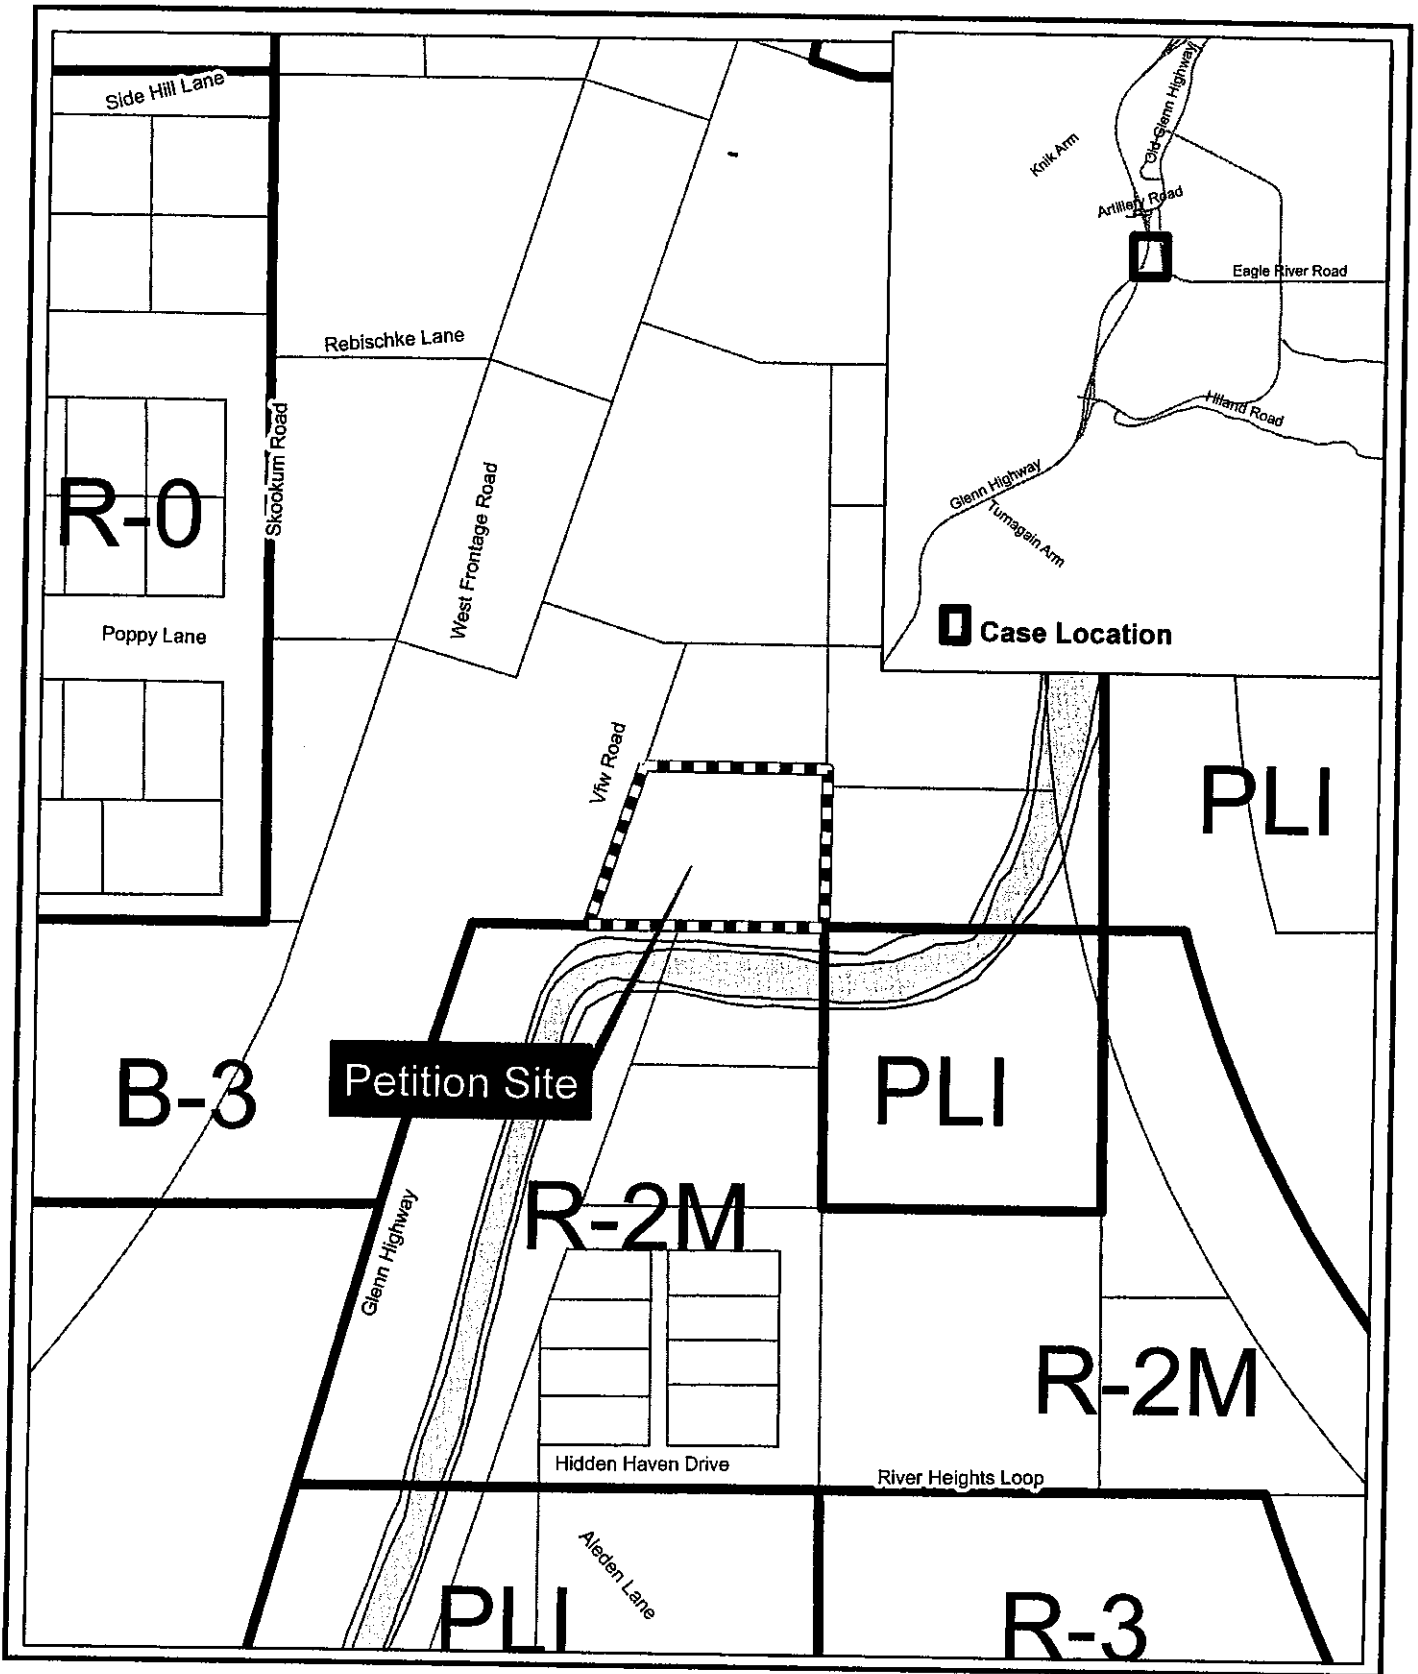 Side Hill Lane
Knik Arm
Old Glenn Highway
Artillery Road
Eagle River Road
Rebischke Lane
Hiland Road
R-0
Skookum Road
West Frontage Road
Glenn Highway
Turnagain Arm
Poppy Lane
Case Location
Vfw Road
PLI
B-3
Petition Site
PLI
R-2M
Glenn Highway
R-2M
Hidden Haven Drive
River Heights Loop
Aleden Lane
PLI
R-3